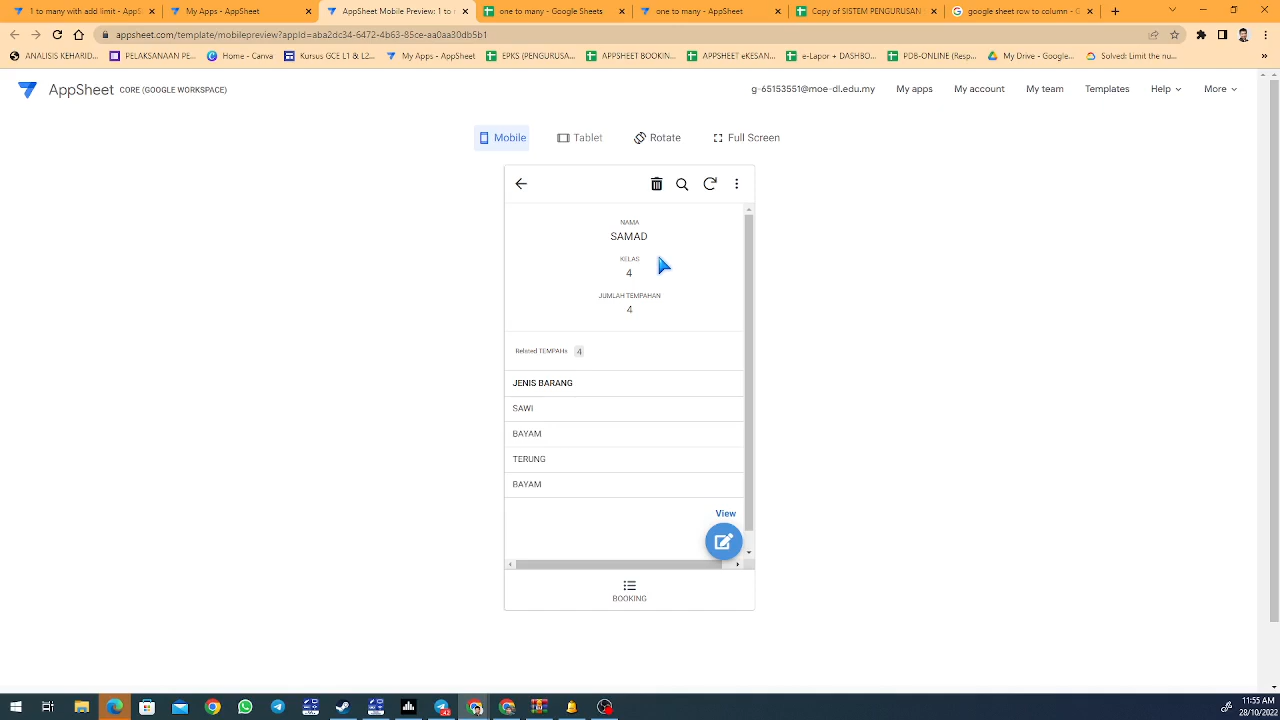 1 to many with add limit - AppS
My Apps - AppSheet
AppSheet Mobile Preview: 1 to
one to many - Google Sheets
one to many - AppSheet
Copy of SISTEM PENGURUSAN
google sheet row to column - G
appsheet.com/template/mobilepreview?appId=aba2dc34-6472-4b63-85ce-aa0aa30db5b1
ANALISIS KEHARID...
PELAKSANAAN PE...
Home - Canva
Kursus GCE L1 & L2...
My Apps - AppSheet
EPKS (PENGURUSA...
APPSHEET BOOKIN...
APPSHEET eKESAN...
e-Lapor + DASHBO...
PDB-ONLINE (Resp...
My Drive - Google...
Solved: Limit the nu...
AppSheet CORE (GOOGLE WORKSPACE)
g-65153551@moe-dl.edu.my
My apps
My account
My team
Templates
Help
More
Mobile
Tablet
Rotate
Full Screen
NAMA
SAMAD
KELAS
4
JUMLAH TEMPAHAN
4
Related TEMPAHs 4
JENIS BARANG
SAWI
BAYAM
TERUNG
BAYAM
View
BOOKING
11:55 AM
28/10/2022